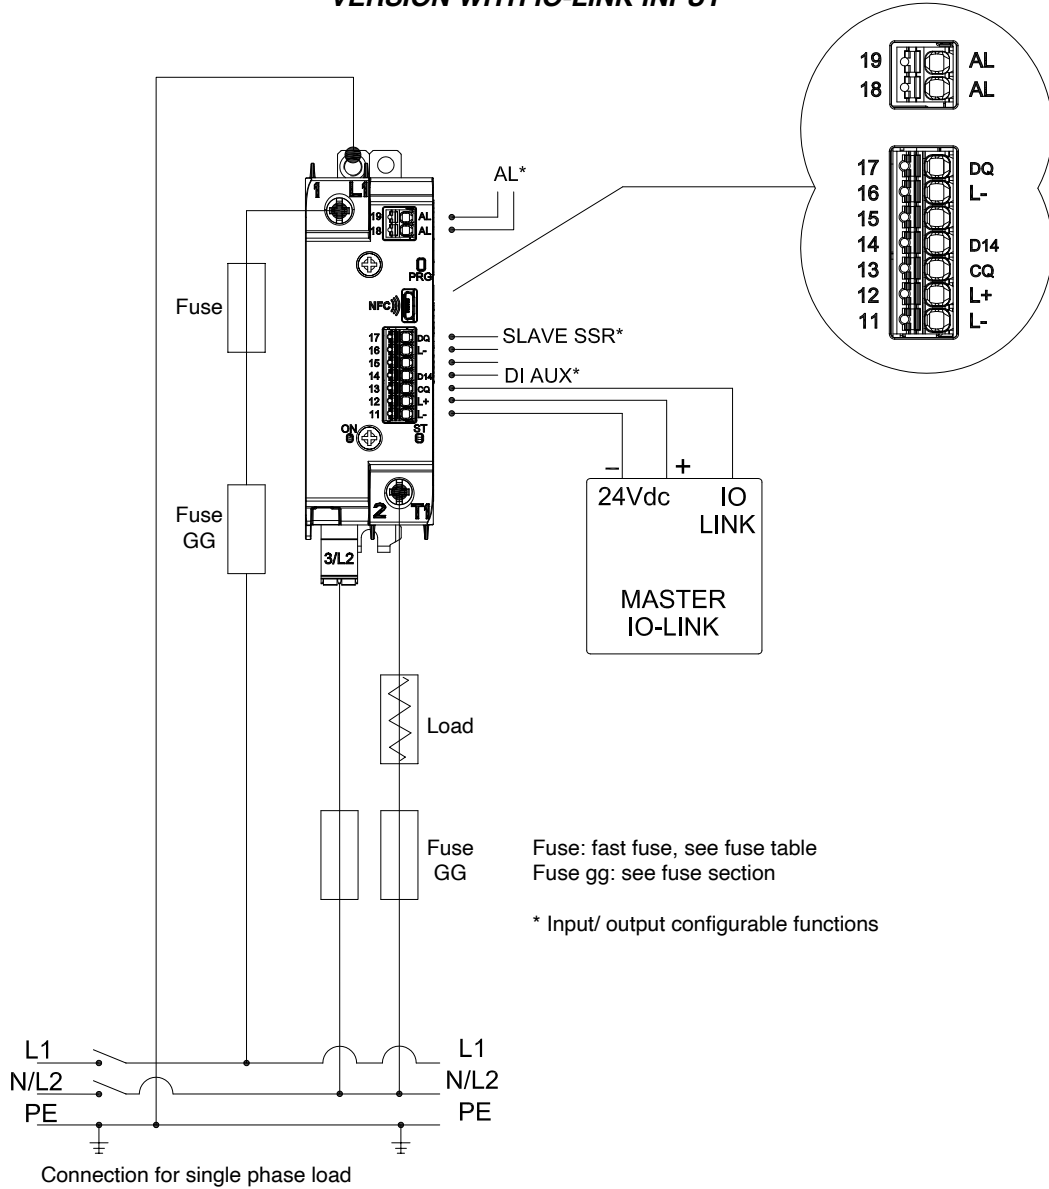 VERSION WITH IO-LINK INPUT
19 AL
18 AL
17 DQ
16 L-
15
14 D14
13 CQ
12 L+
11 L-
1 L1
19 AL
18 AL
AL*
PRG
NFC
17 DQ
16 L-
15
14 D14
13 CQ
12 L+
11 L-
ON ST
2 T1
3/L2
SLAVE SSR*
DI AUX*
Fuse
Fuse
GG
– +
24Vdc IO
LINK
MASTER
IO-LINK
Load
Fuse
GG
Fuse: fast fuse, see fuse table
Fuse gg: see fuse section
* Input/ output configurable functions
L1 L1
N/L2 N/L2
PE PE
Connection for single phase load